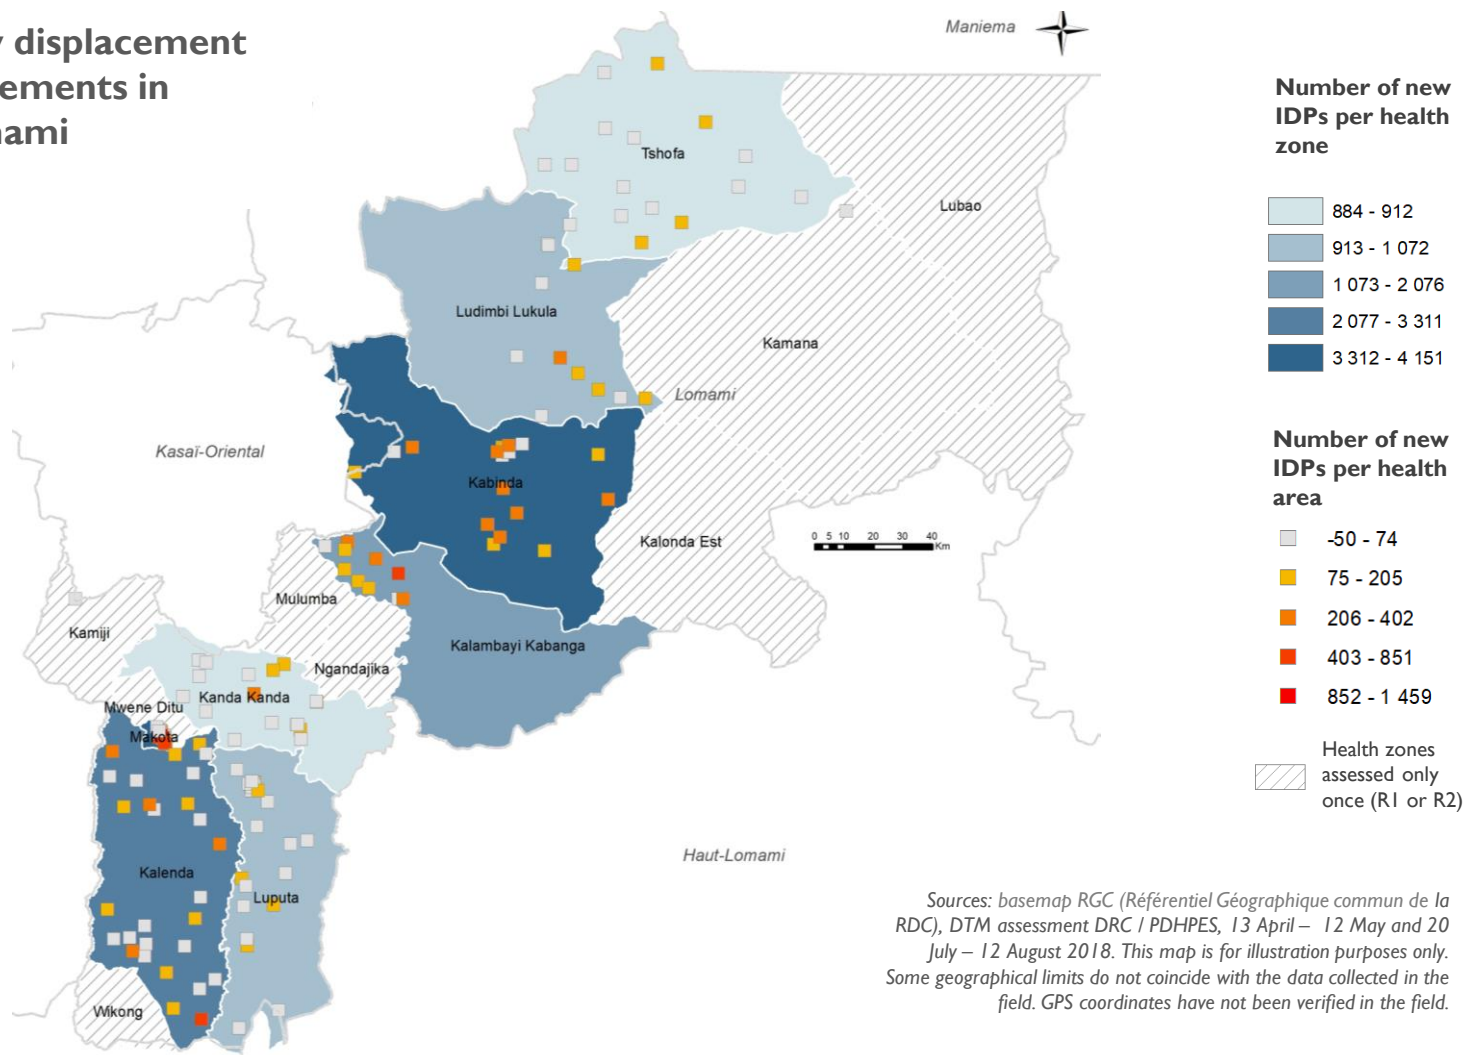 displacement
ements in
ami
Maniema
Tshofa
Lubao
Ludimbi Lukula
Kamana
Lomami
Kasaï-Oriental
Kabinda
Kalonda Est
0 5 10 20 30 40
Km
Mulumba
Kamiji
Kalambayi Kabanga
Ngandajika
Kanda Kanda
Mwene Ditu
Makota
Haut-Lomami
Kalenda
Luputa
Wikong
Number of new
IDPs per health
zone
884 - 912
913 - 1 072
1 073 - 2 076
2 077 - 3 311
3 312 - 4 151
Number of new
IDPs per health
area
-50 - 74
75 - 205
206 - 402
403 - 851
852 - 1 459
Health zones
assessed only
once (R1 or R2)
Sources: basemap RGC (Référentiel Géographique commun de la
RDC), DTM assessment DRC / PDHPES, 13 April – 12 May and 20
July – 12 August 2018. This map is for illustration purposes only.
Some geographical limits do not coincide with the data collected in the
field. GPS coordinates have not been verified in the field.